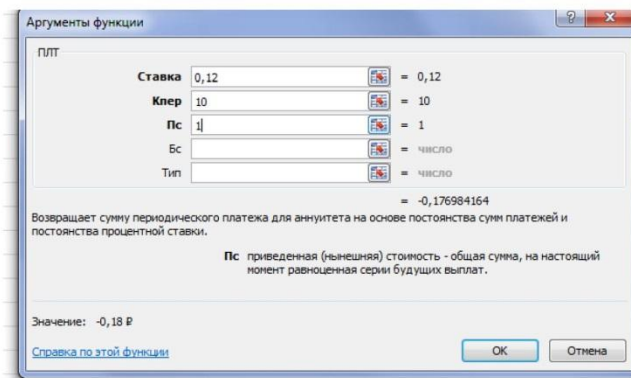 Аргументы функции
ПЛТ
Ставка 0,12 = 0,12
Кпер 10 = 10
Пс 1 = 1
Бс = число
Тип = число
= -0,176984164
Возвращает сумму периодического платежа для аннуитета на основе постоянства сумм платежей и
постоянства процентной ставки.
Пс приведенная (нынешняя) стоимость - общая сумма, на настоящий
момент равноценная серии будущих выплат.
Значение: -0,18 ₽
Справка по этой функции OK Отмена